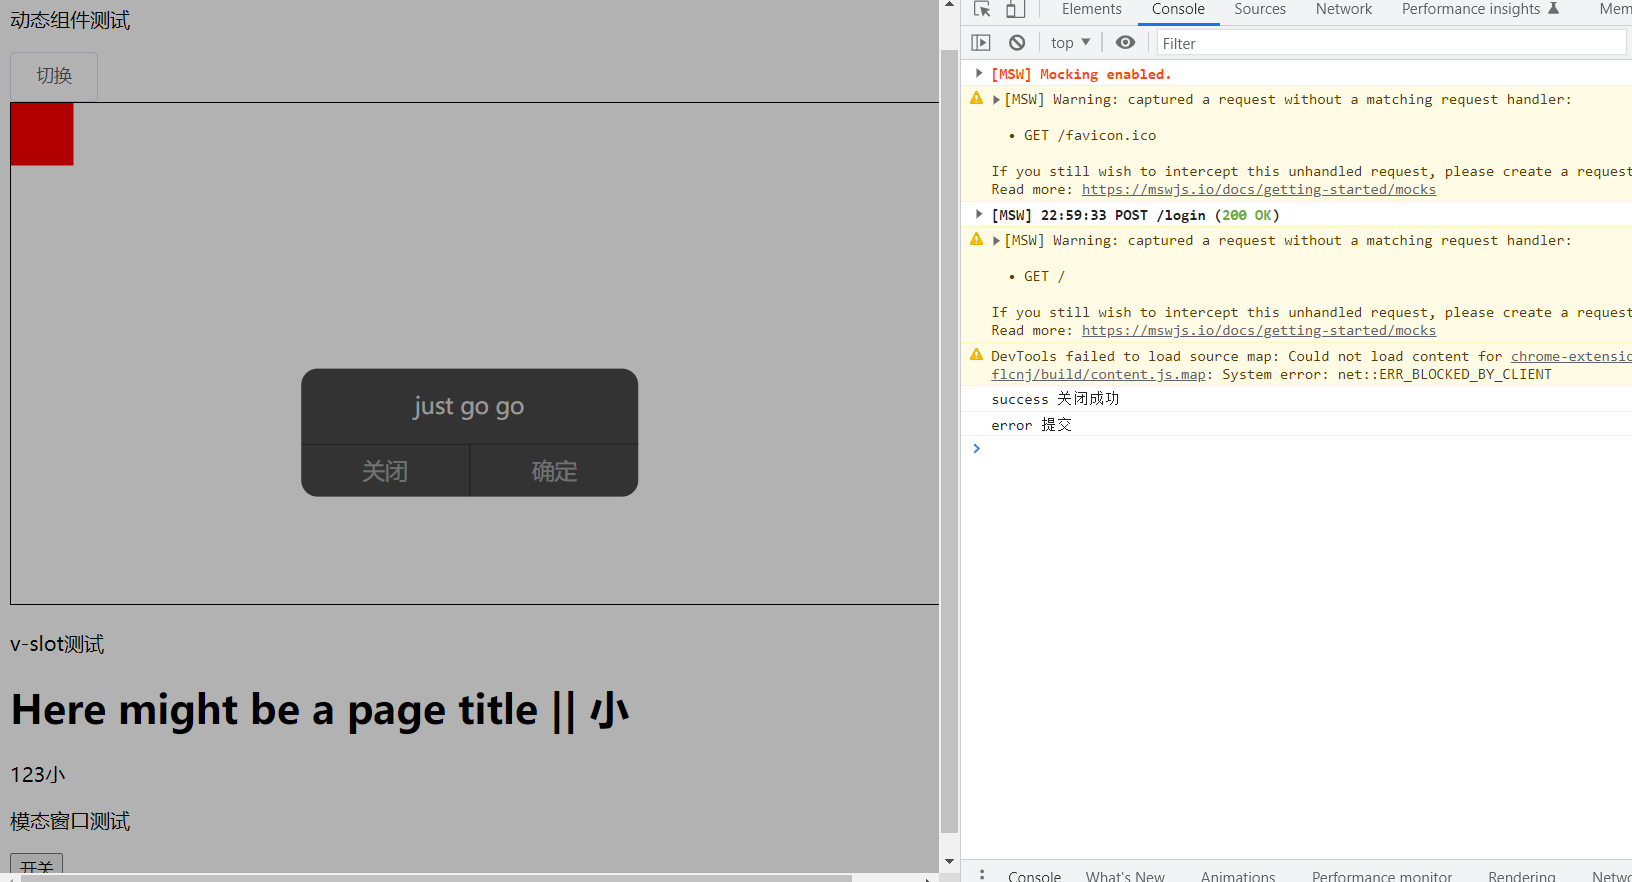 动态组件测试
切换
just go go
关闭 确定
v-slot测试
Here might be a page title || 小
123小
模态窗口测试
开关
Elements Console Sources Network Performance insights Mem
top Filter
[MSW] Mocking enabled.
[MSW] Warning: captured a request without a matching request handler:
• GET /favicon.ico
If you still wish to intercept this unhandled request, please create a request
Read more: https://mswjs.io/docs/getting-started/mocks
[MSW] 22:59:33 POST /login (200 OK)
[MSW] Warning: captured a request without a matching request handler:
• GET /
If you still wish to intercept this unhandled request, please create a request
Read more: https://mswjs.io/docs/getting-started/mocks
DevTools failed to load source map: Could not load content for chrome-extensio
flcnj/build/content.js.map: System error: net::ERR_BLOCKED_BY_CLIENT
success 关闭成功
error 提交
Console What's New Animations Performance monitor Rendering Netwo